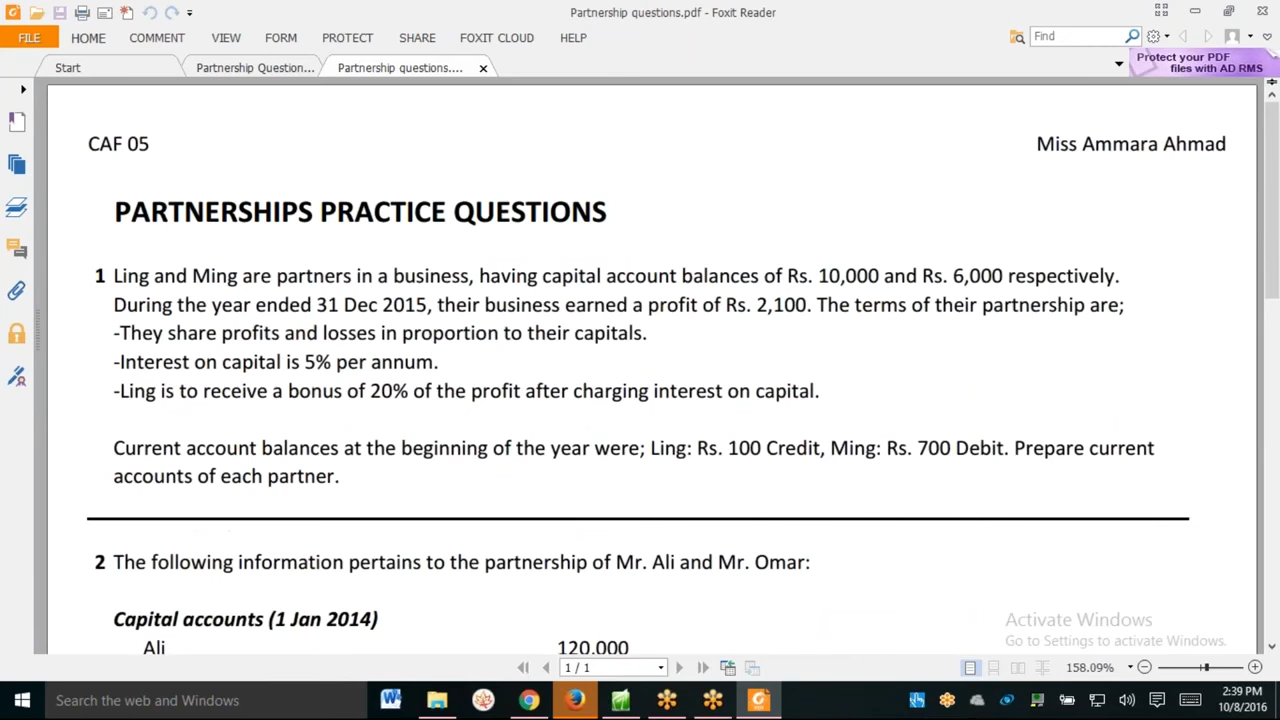 Partnership questions.pdf - Foxit Reader
FILE HOME COMMENT VIEW FORM PROTECT SHARE FOXIT CLOUD HELP
Find
Start Partnership Question... Partnership questions....
Protect your PDF
files with AD RMS
CAF 05 Miss Ammara Ahmad
PARTNERSHIPS PRACTICE QUESTIONS
1 Ling and Ming are partners in a business, having capital account balances of Rs. 10,000 and Rs. 6,000 respectively.
During the year ended 31 Dec 2015, their business earned a profit of Rs. 2,100. The terms of their partnership are;
-They share profits and losses in proportion to their capitals.
-Interest on capital is 5% per annum.
-Ling is to receive a bonus of 20% of the profit after charging interest on capital.
Current account balances at the beginning of the year were; Ling: Rs. 100 Credit, Ming: Rs. 700 Debit. Prepare current
accounts of each partner.
2 The following information pertains to the partnership of Mr. Ali and Mr. Omar:
Capital accounts (1 Jan 2014)
Ali 120,000
Activate Windows
Go to Settings to activate Windows.
1 / 1 158.09%
Search the web and Windows
2:39 PM
10/8/2016